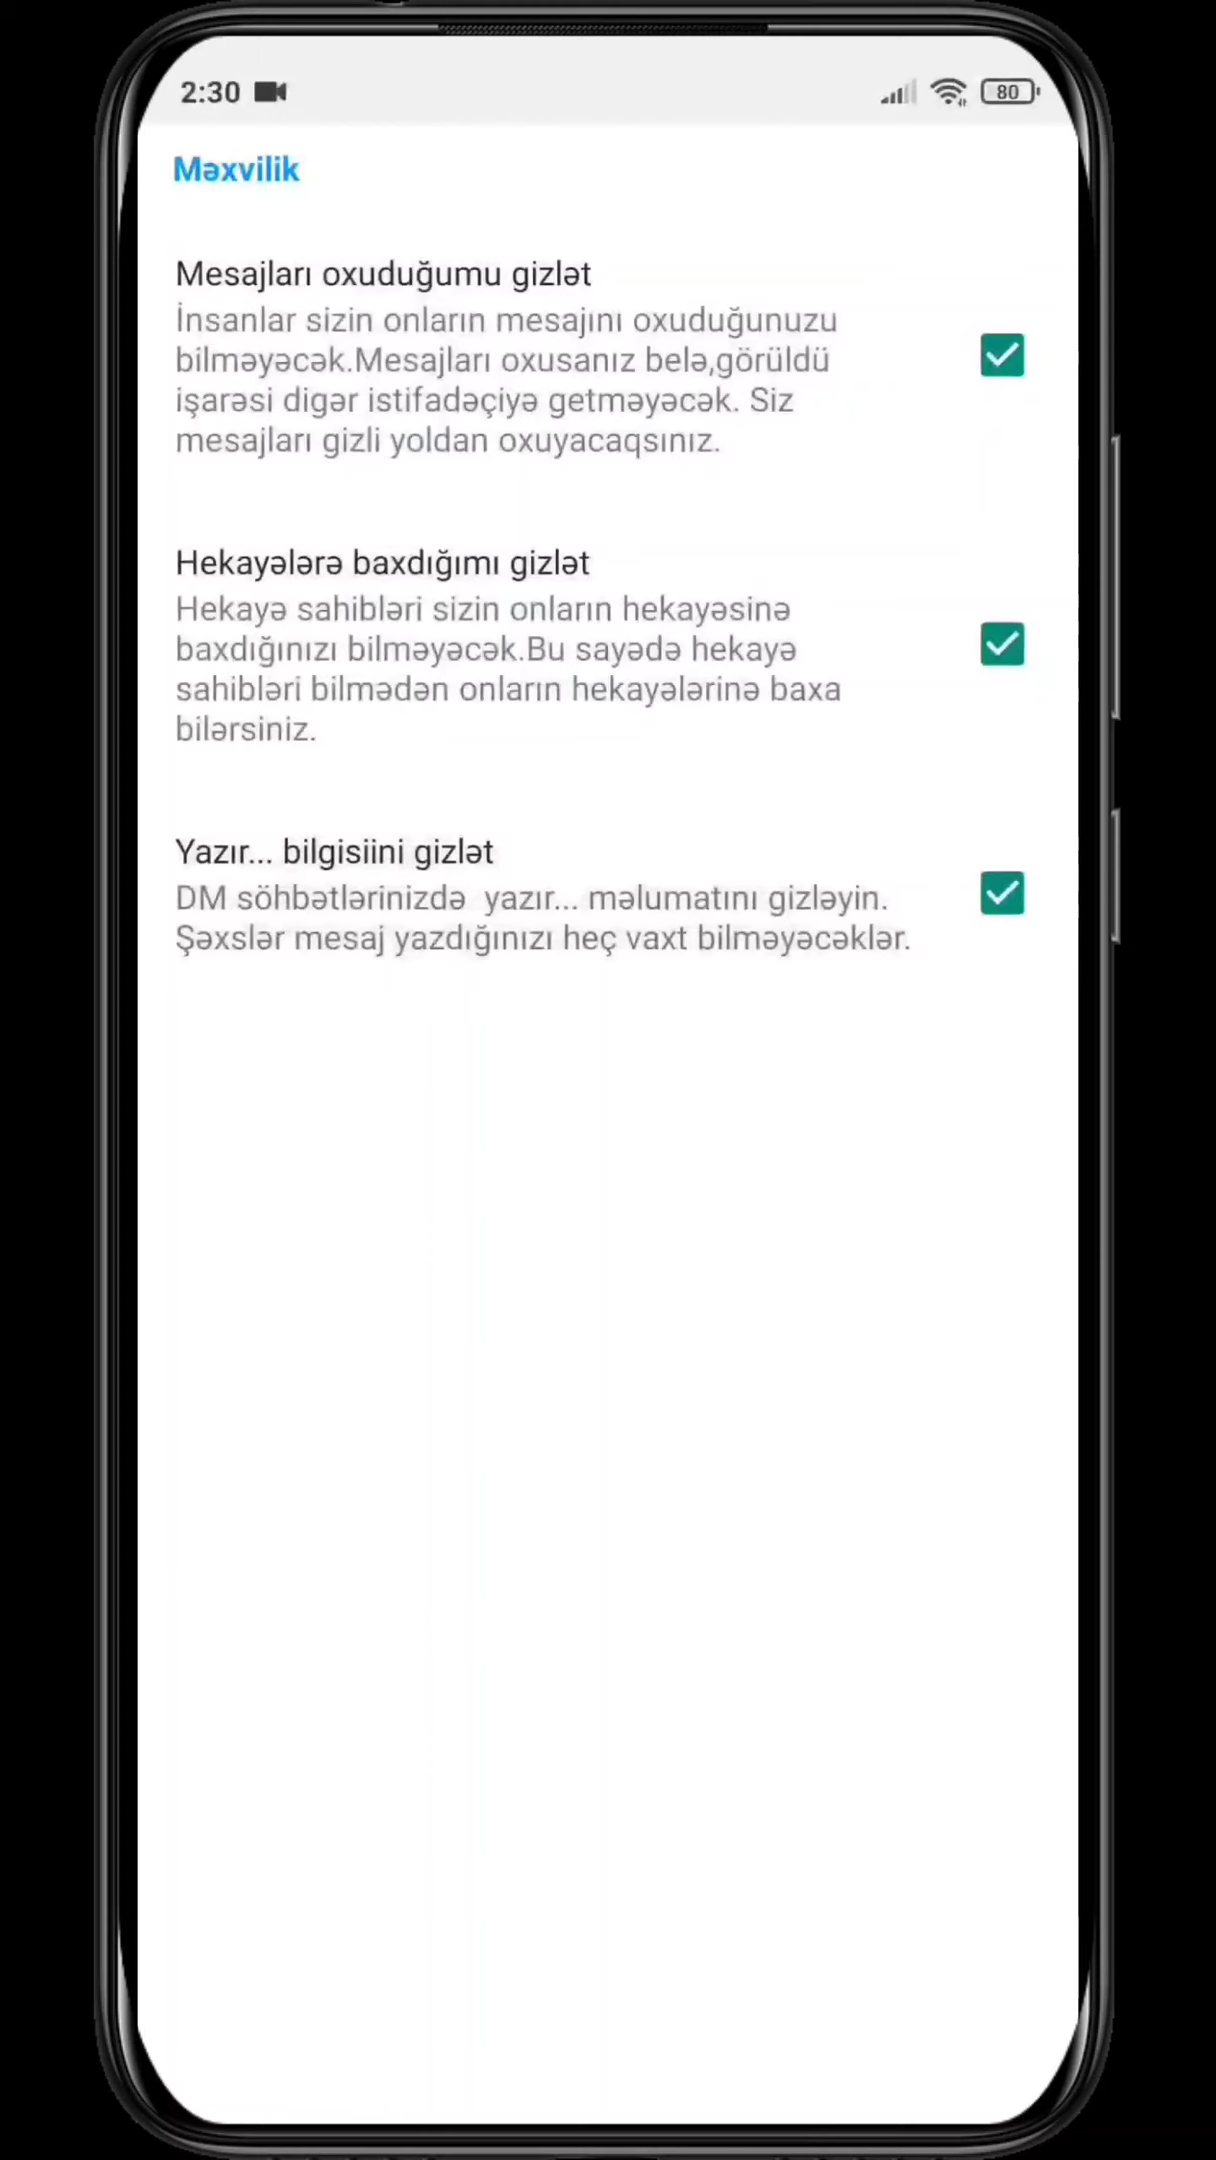 2:30
80
Məxvilik
Mesajları oxuduğumu gizlət
İnsanlar sizin onların mesajını oxuduğunuzu
bilməyəcək.Mesajları oxusanız belə,görüldü
işarəsi digər istifadəçiyə getməyəcək. Siz
mesajları gizli yoldan oxuyacaqsınız.
Hekayələrə baxdığımı gizlət
Hekayə sahibləri sizin onların hekayəsinə
baxdığınızı bilməyəcək.Bu sayədə hekayə
sahibləri bilmədən onların hekayələrinə baxa
bilərsiniz.
Yazır... bilgisiini gizlət
DM söhbətlərinizdə  yazır... məlumatını gizləyin.
Şəxslər mesaj yazdığınızı heç vaxt bilməyəcəklər.